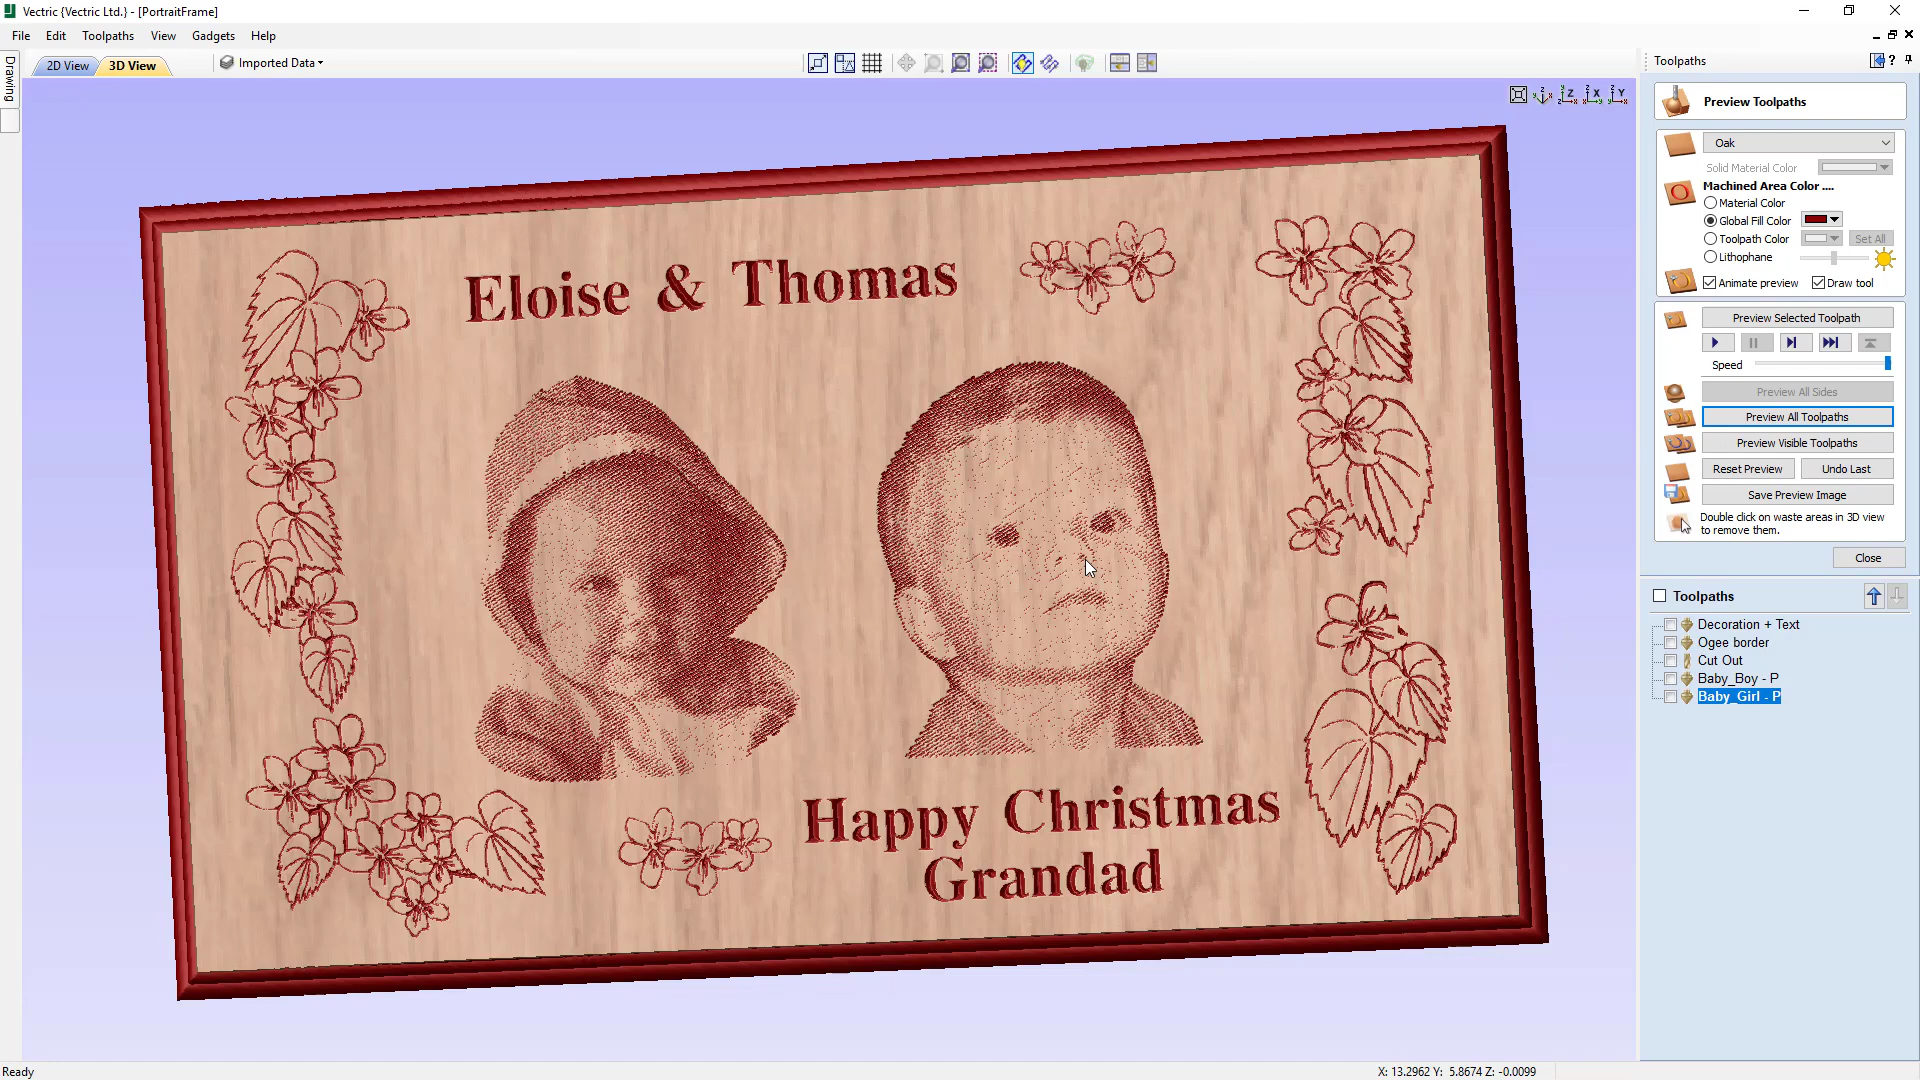 Vectric {Vectric Ltd.} - [PortraitFrame]
File Edit Toolpaths View Gadgets Help
Drawing
2D View 3D View Imported Data
Z X Y
Eloise & Thomas
Happy Christmas
Grandad
Toolpaths
Preview Toolpaths
Oak
Solid Material Color
Machined Area Color ....
Material Color
Global Fill Color
Toolpath Color Set All
Lithophane
Animate preview Draw tool
Preview Selected Toolpath
Speed
Preview All Sides
Preview All Toolpaths
Preview Visible Toolpaths
Reset Preview Undo Last
Save Preview Image
Double click on waste areas in 3D view
to remove them.
Close
Toolpaths
Decoration + Text
Ogee border
Cut Out
Baby_Boy - P
Baby_Girl - P
Ready
X: 13.2962 Y: 5.8674 Z: -0.0099